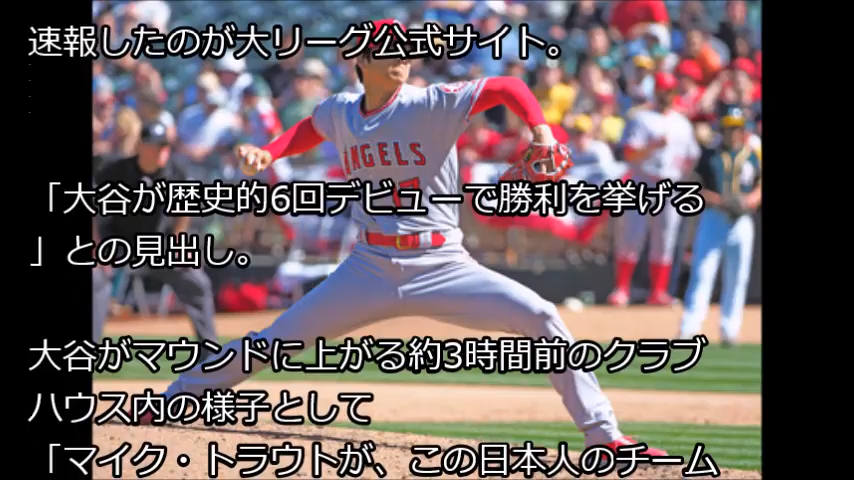 速報したのが大リーグ公式サイト。
「大谷が歴史的6回デビューで勝利を挙げる
」との見出し。
大谷がマウンドに上がる約3時間前のクラブ
ハウス内の様子として
「マイク・トラウトが、この日本人のチーム
ANGELS
17